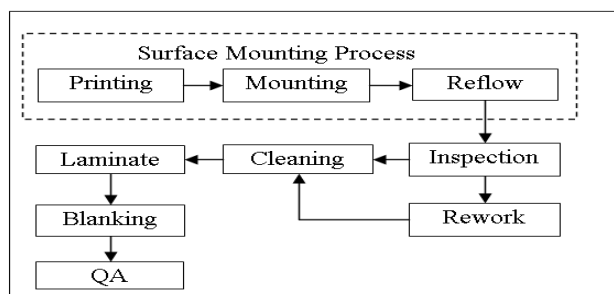 Surface Mounting Process
Printing
Mounting
Reflow
Laminate
Cleaning
Inspection
Blanking
Rework
QA